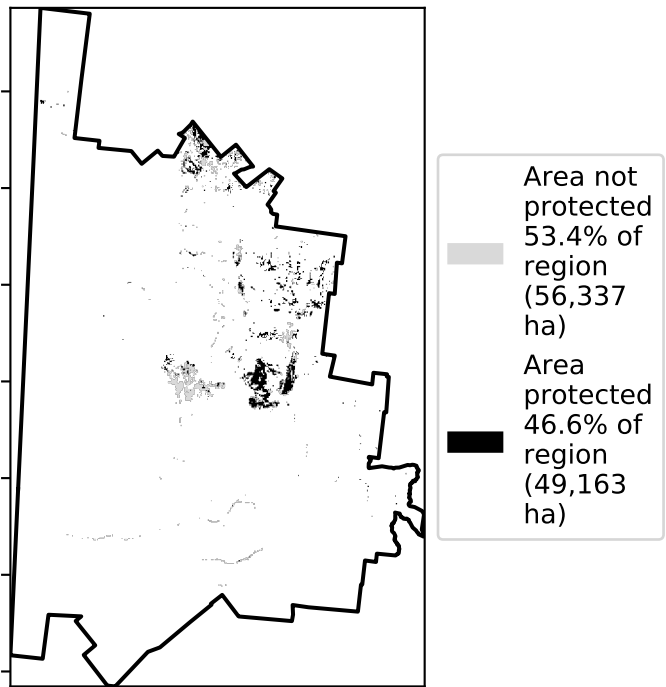 Area not
protected
53.4% of
region
(56,337
ha)
Area
protected
46.6% of
region
(49,163
ha)